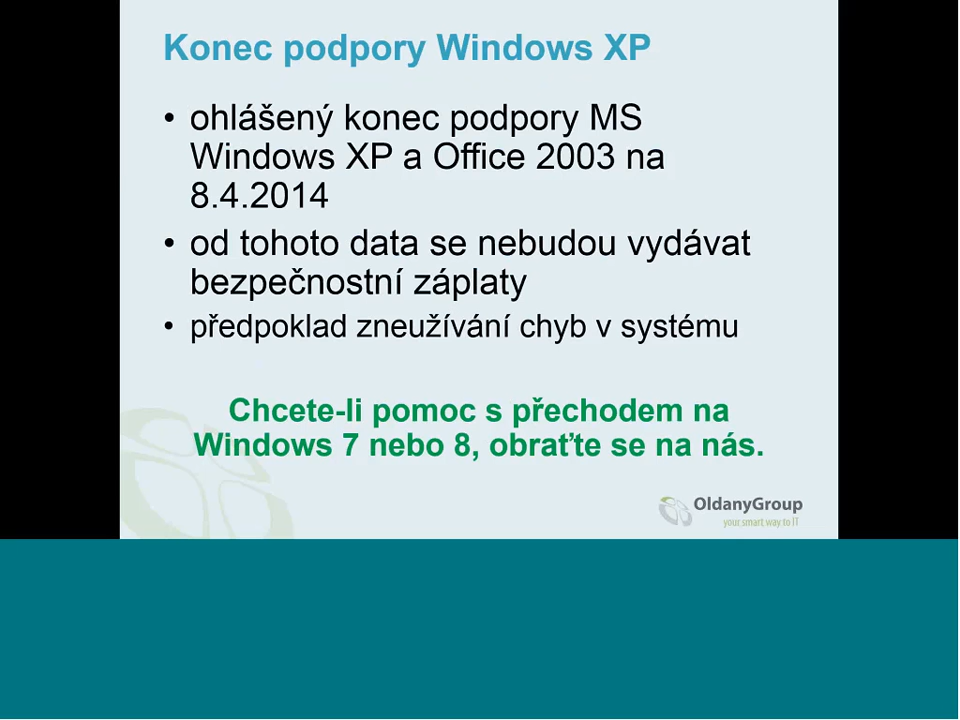 Konec podpory Windows XP
• ohlášený konec podpory MS
Windows XP a Office 2003 na
8.4.2014
• od tohoto data se nebudou vydávat
bezpečnostní záplaty
• předpoklad zneužívání chyb v systému
Chcete-li pomoc s přechodem na
Windows 7 nebo 8, obraťte se na nás.
OldanyGroup
your smart way to IT